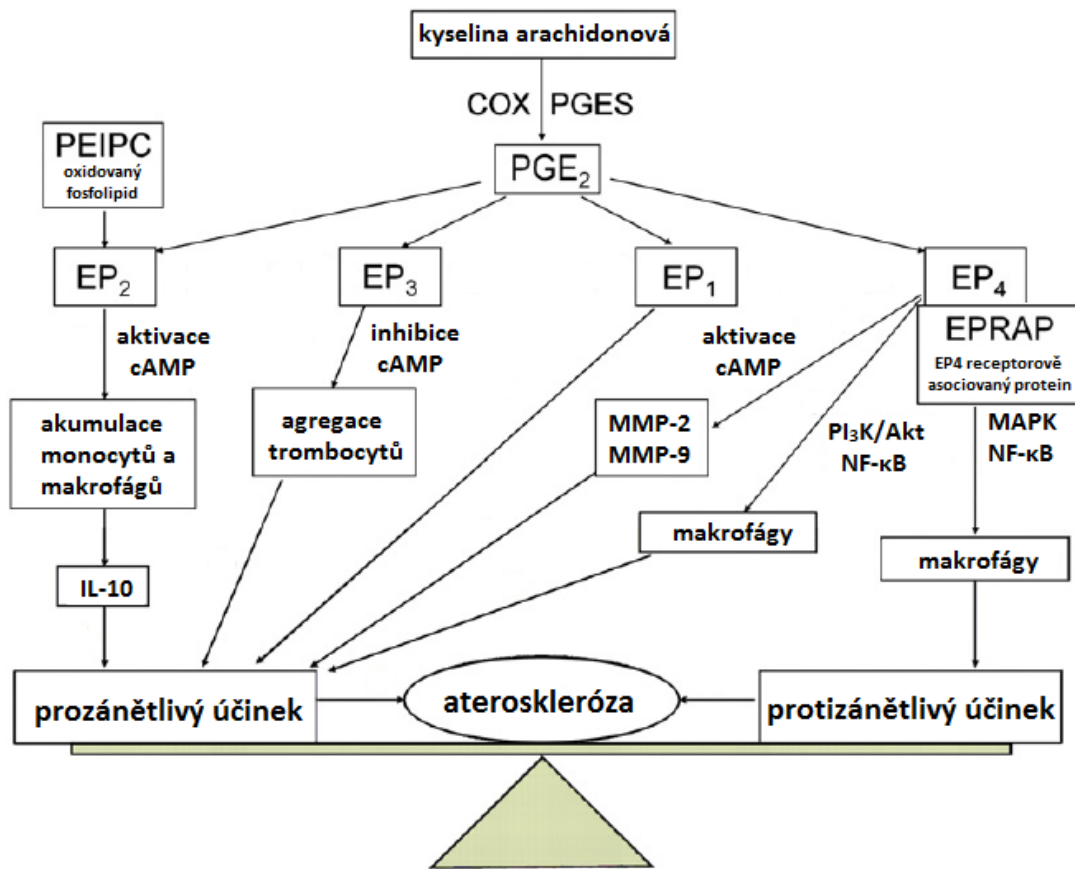 kyselina arachidonová
COX PGES
PEIPC
oxidovaný
fosfolipid
PGE₂
EP₂
EP₃
EP₁
EP₄
EPRAP
EP4 receptorově
asociovaný protein
aktivace
cAMP
inhibice
cAMP
aktivace
cAMP
akumulace
monocytů a
makrofágů
agregace
trombocytů
MMP-2
MMP-9
PI₃K/Akt
NF-κB
MAPK
NF-κB
makrofágy
makrofágy
IL-10
prozánětlivý účinek
ateroskleróza
protizánětlivý účinek